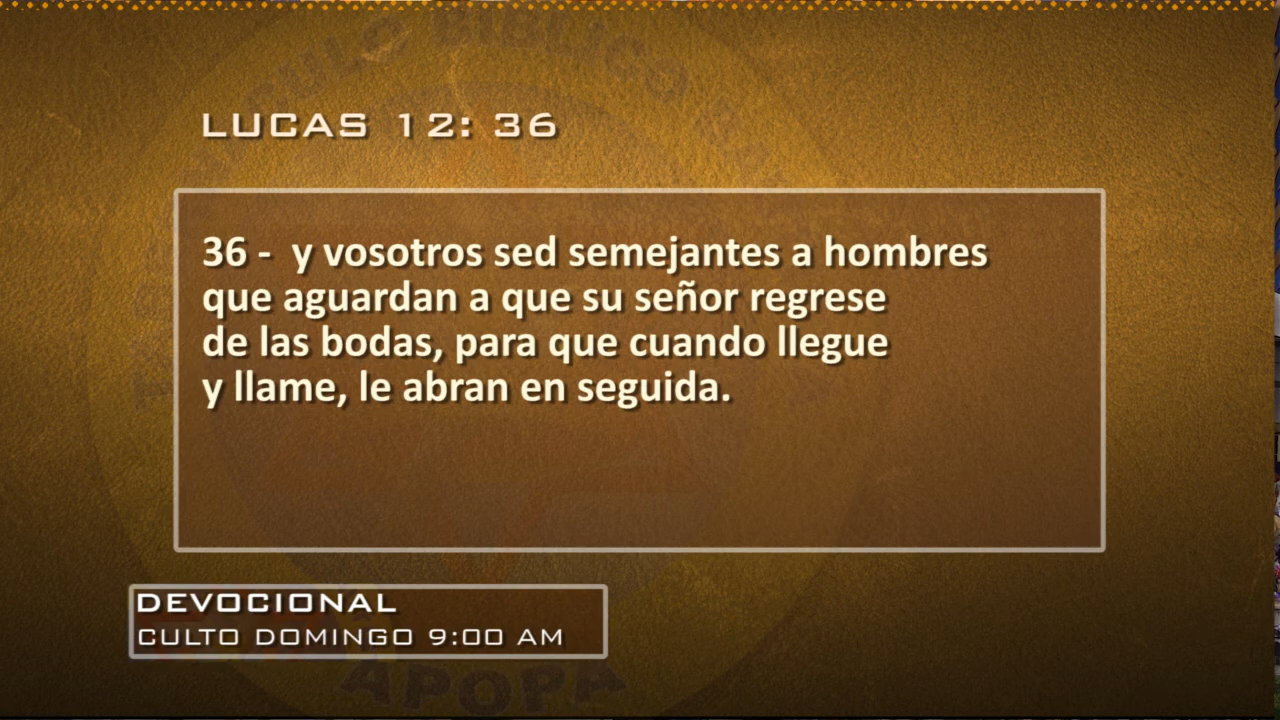 LUCAS 12: 36
36 - y vosotros sed semejantes a hombres
que aguardan a que su señor regrese
de las bodas, para que cuando llegue
y llame, le abran en seguida.
DEVOCIONAL
CULTO DOMINGO 9:00 AM
APOPA